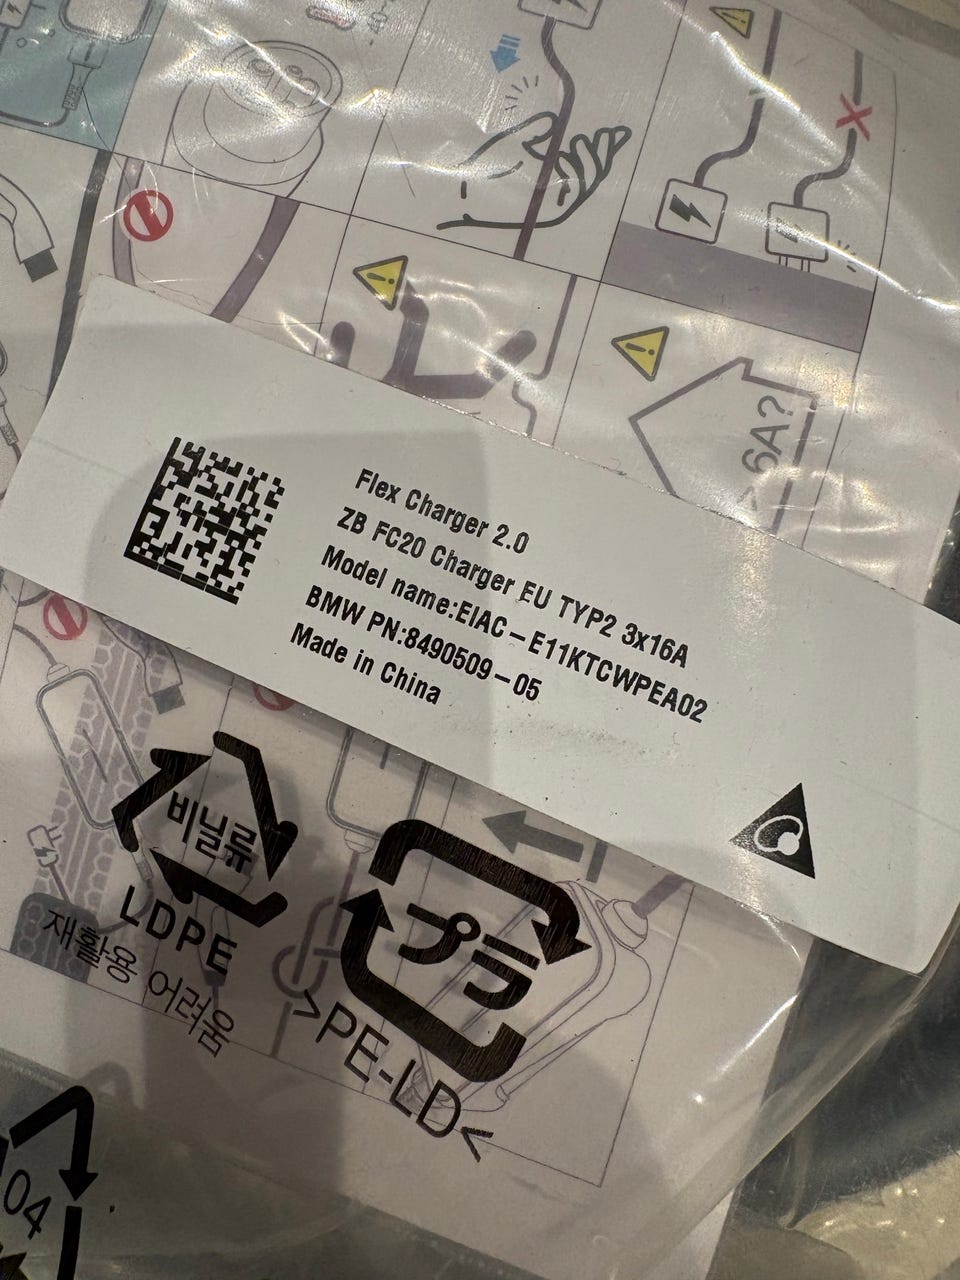 6A?
Flex Charger 2.0
ZB FC20 Charger EU TYP2 3x16A
Model name:EIAC-E11KTCWPEA02
BMW PN:8490509-05
Made in China
비닐류
LDPE
재활용 어려움
プラ
>PE-LD<
04